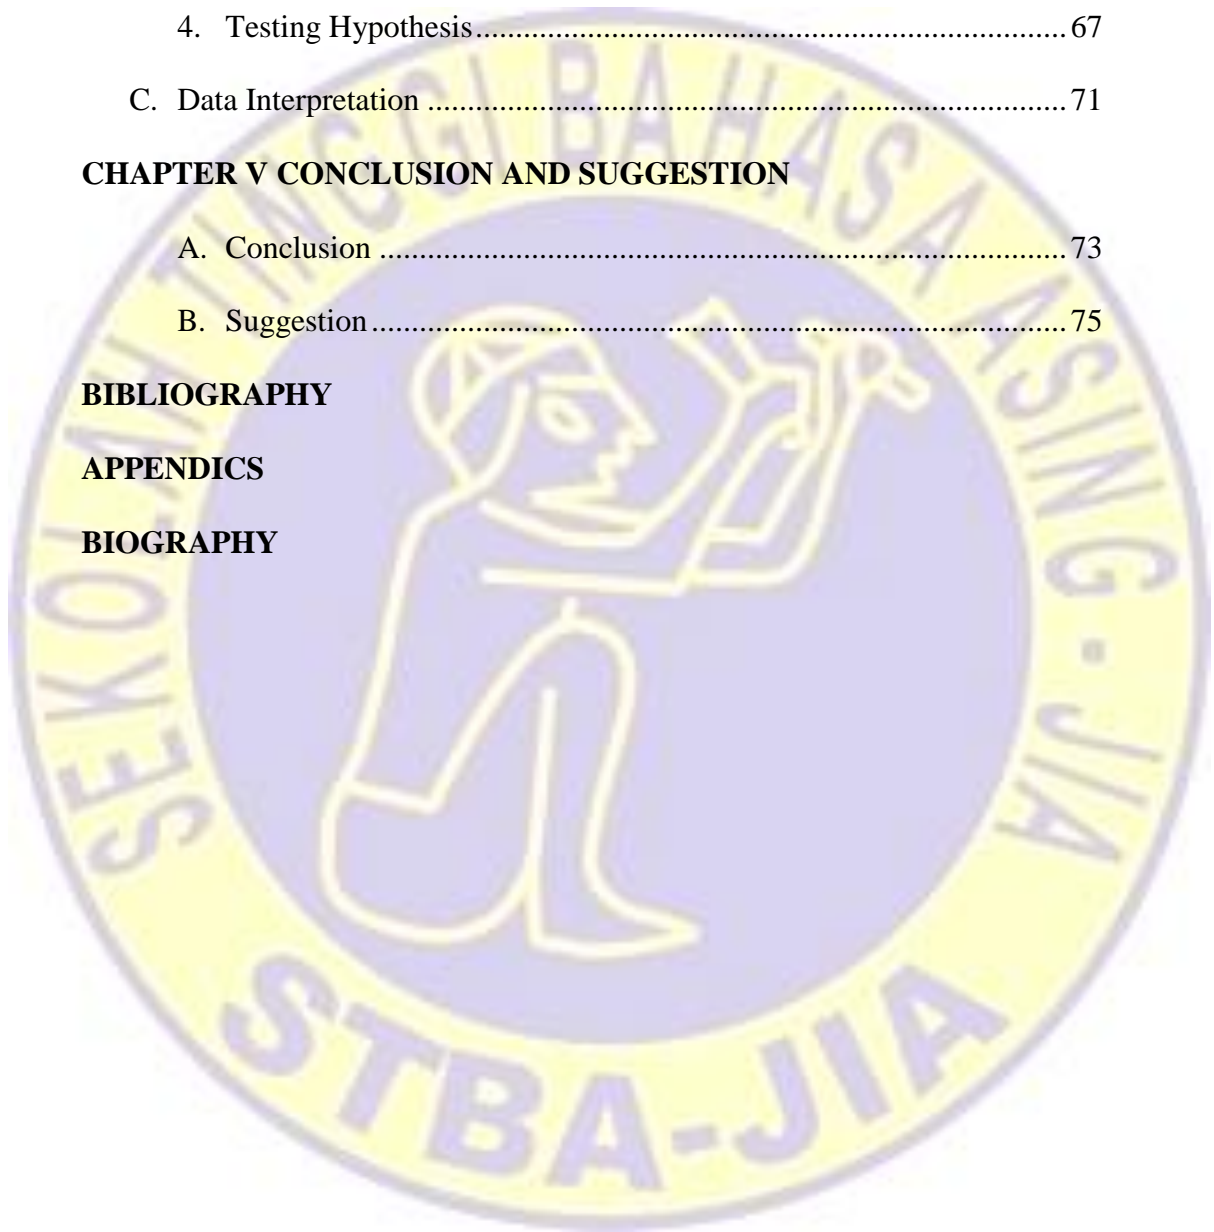 4. Testing Hypothesis 67
C. Data Interpretation 71
CHAPTER V CONCLUSION AND SUGGESTION
A. Conclusion 73
B. Suggestion 75
BIBLIOGRAPHY
APPENDICS
BIOGRAPHY
SEKOLAH TINGGI BAHASA ASING - JIA
STBA-JIA